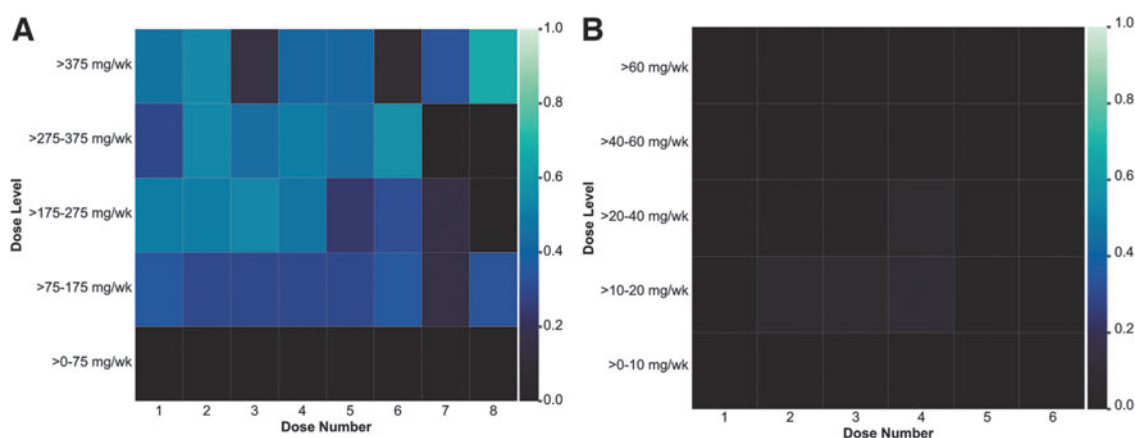 A
Dose Level
>375 mg/wk
>275-375 mg/wk
>175-275 mg/wk
>75-175 mg/wk
>0-75 mg/wk
1 2 3 4 5 6 7 8
Dose Number
1.0
0.8
0.6
0.4
0.2
0.0
B
Dose Level
>60 mg/wk
>40-60 mg/wk
>20-40 mg/wk
>10-20 mg/wk
>0-10 mg/wk
1 2 3 4 5 6
Dose Number
1.0
0.8
0.6
0.4
0.2
0.0